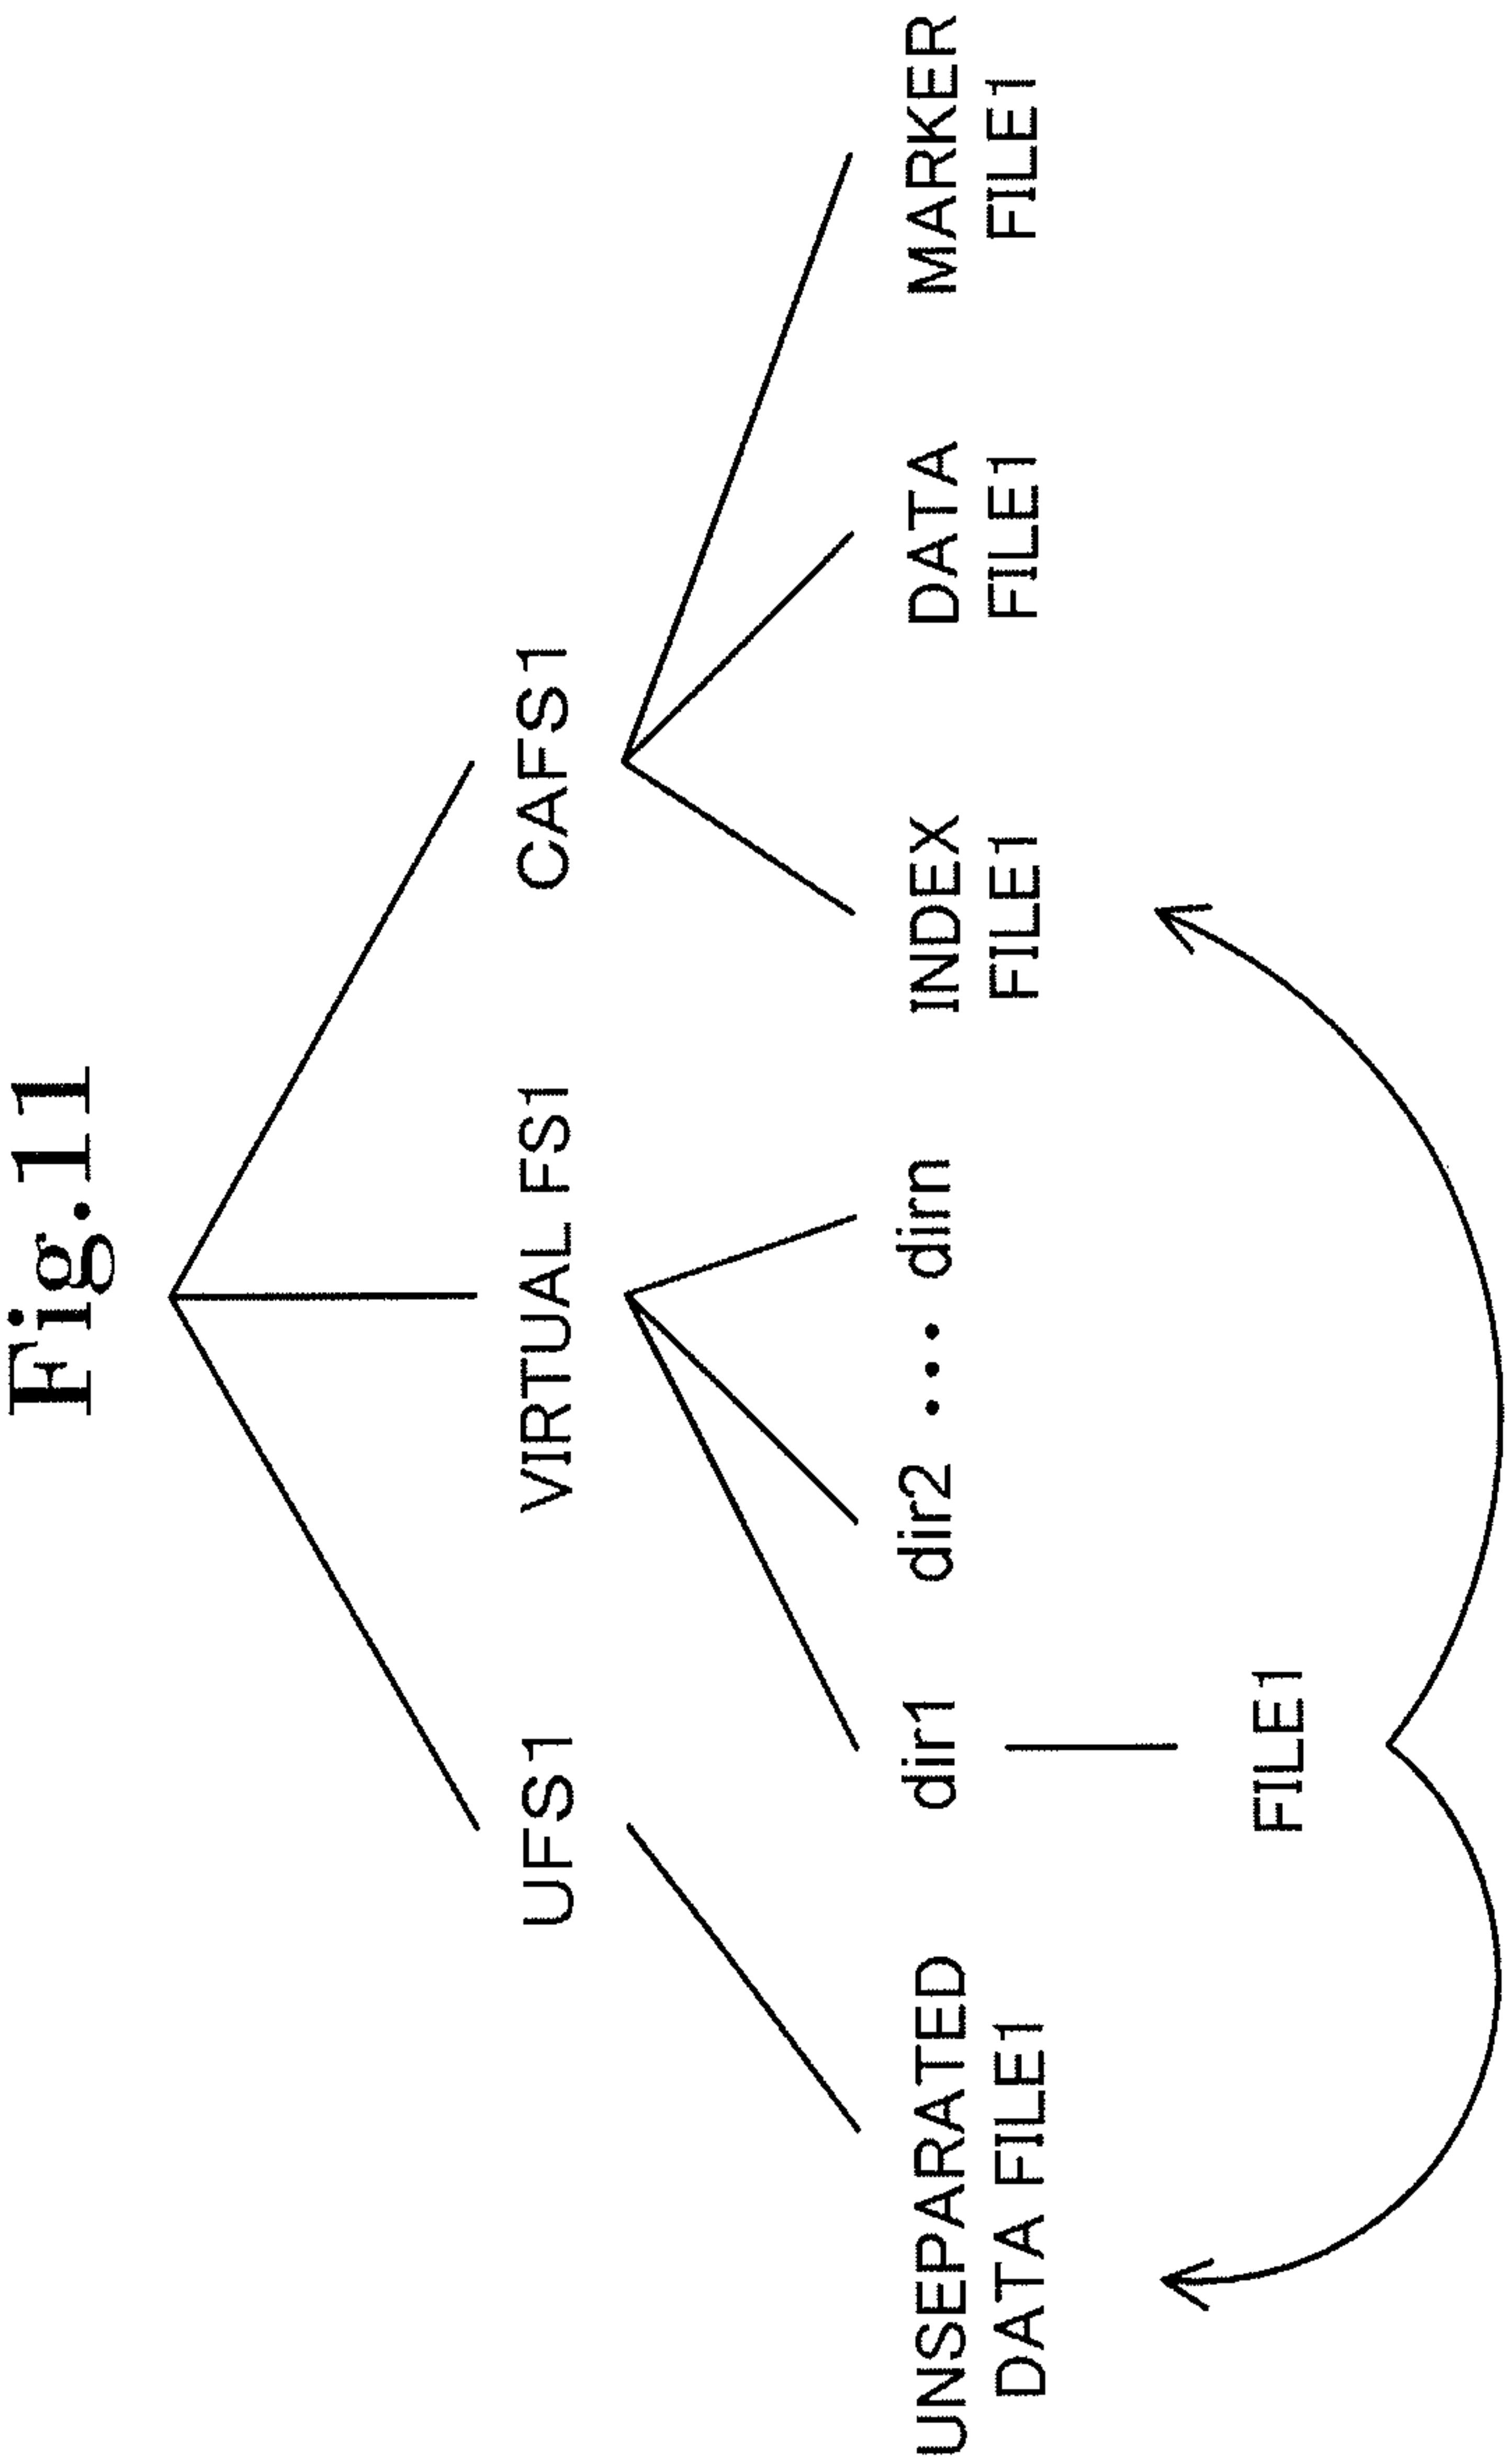 Fig.11
UFS1
VIRTUAL FS1
CAFS1
UNSEPARATED
DATA FILE1
dir1
dir2
•••
dirn
INDEX
FILE1
DATA
FILE1
MARKER
FILE1
FILE1